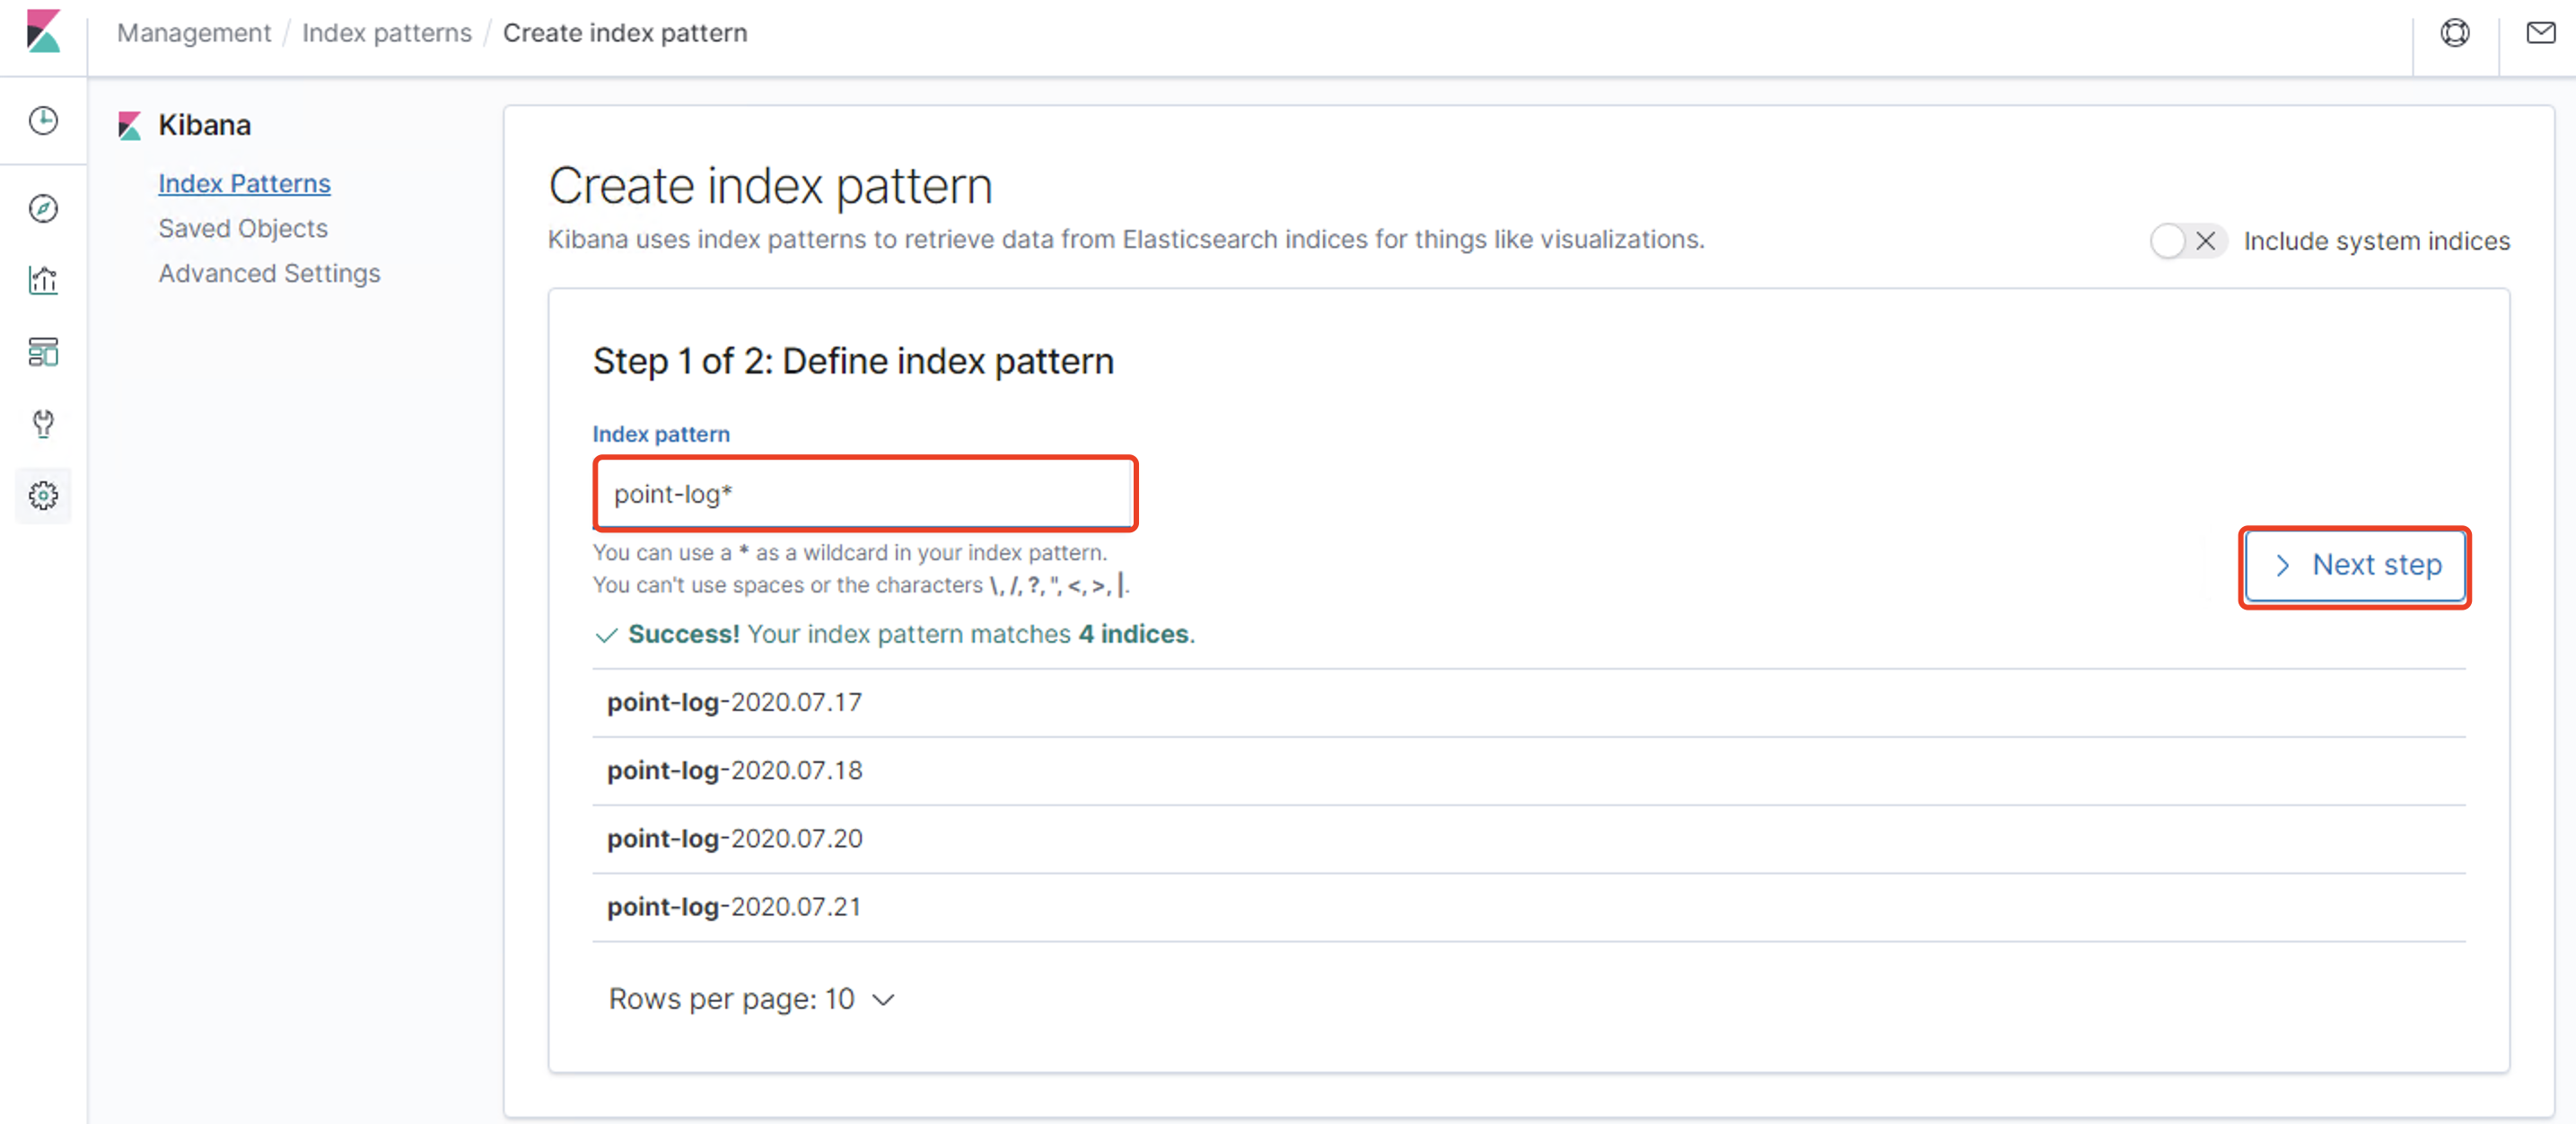 Management / Index patterns / Create index pattern
Kibana
Index Patterns
Saved Objects
Advanced Settings
Create index pattern
Kibana uses index patterns to retrieve data from Elasticsearch indices for things like visualizations.
Include system indices
Step 1 of 2: Define index pattern
Index pattern
point-log*
You can use a * as a wildcard in your index pattern.
You can't use spaces or the characters \, /, ?, ", <, >, |.
Next step
Success! Your index pattern matches 4 indices.
point-log-2020.07.17
point-log-2020.07.18
point-log-2020.07.20
point-log-2020.07.21
Rows per page: 10